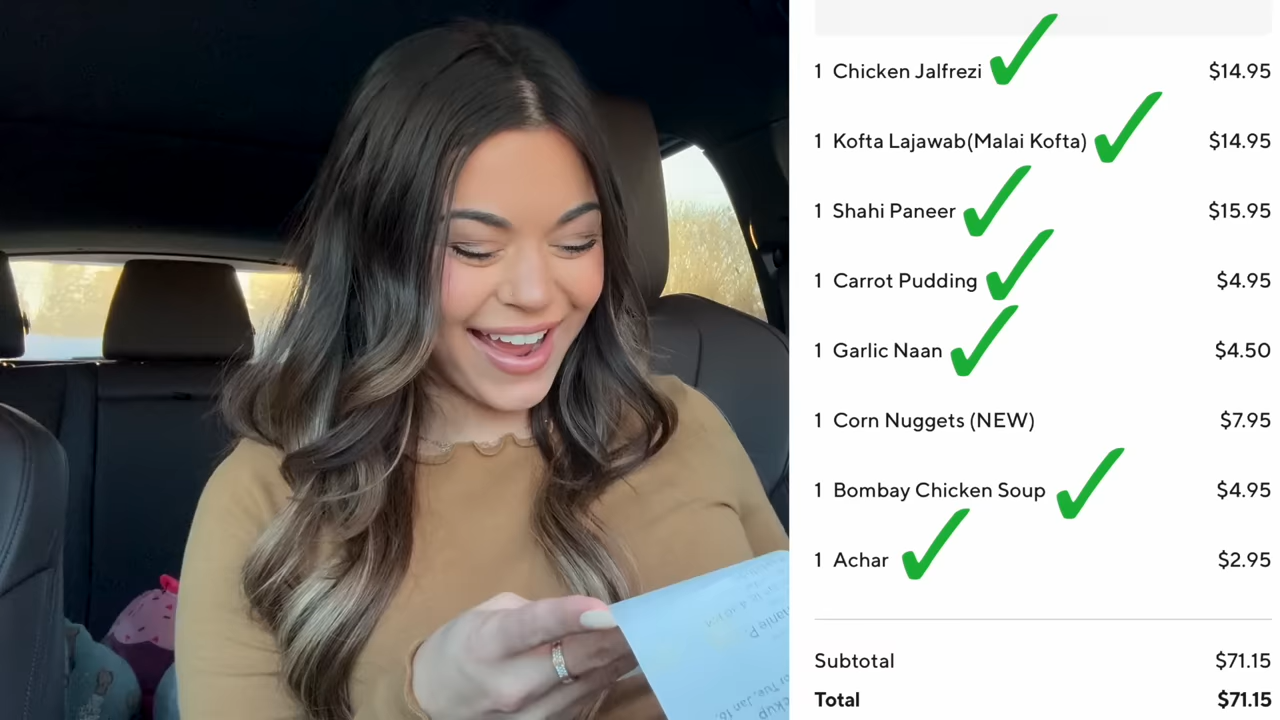 1 Chicken Jalfrezi $14.95
1 Kofta Lajawab(Malai Kofta) $14.95
1 Shahi Paneer $15.95
1 Carrot Pudding $4.95
1 Garlic Naan $4.50
1 Corn Nuggets (NEW) $7.95
1 Bombay Chicken Soup $4.95
1 Achar $2.95
Subtotal $71.15
Total $71.15